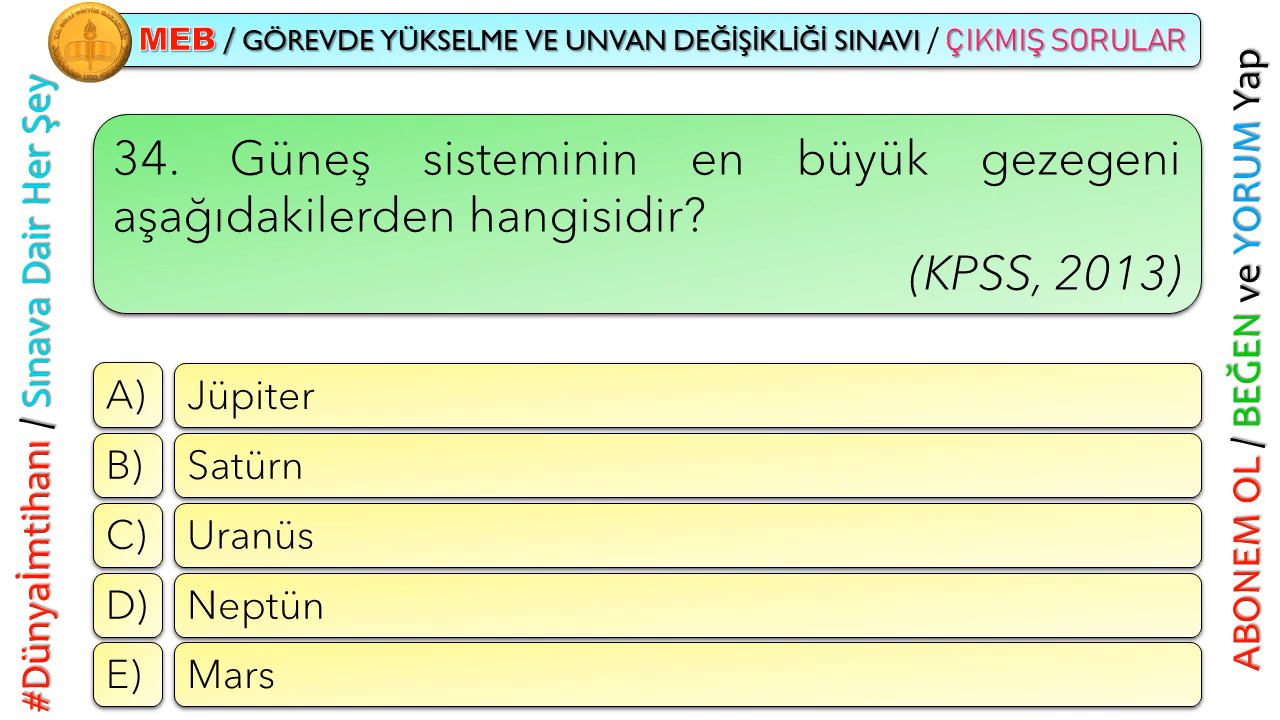 MEB / GÖREVDE YÜKSELME VE UNVAN DEĞİŞİKLİĞİ SINAVI / ÇIKMIŞ SORULAR
#Dünyaİmtihanı / Sınava Dair Her Şey
34. Güneş sisteminin en büyük gezegeni
aşağıdakilerden hangisidir?
(KPSS, 2013)
A) Jüpiter
B) Satürn
C) Uranüs
D) Neptün
E) Mars
ABONEM OL / BEĞEN ve YORUM Yap